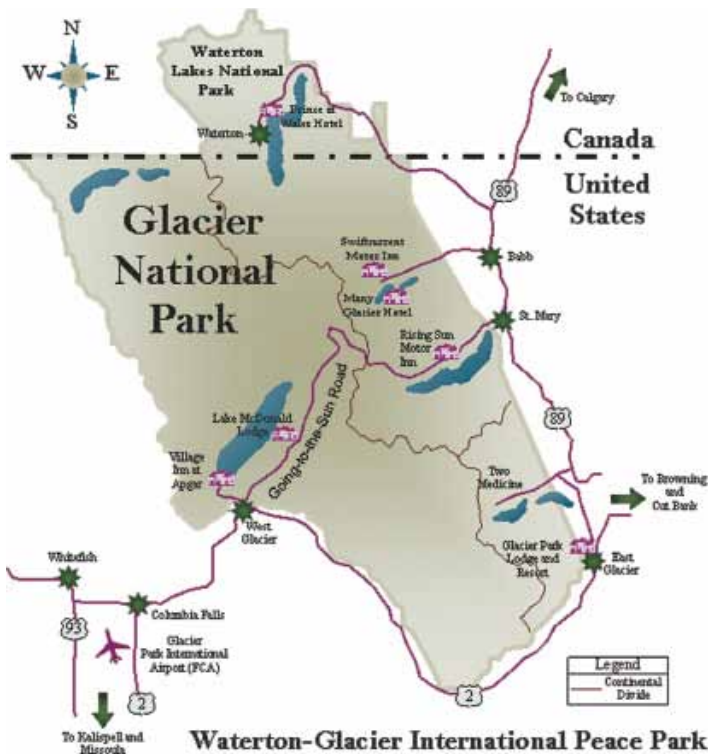 N
W E
S
Waterton
Lakes National
Park
Prince of
Wales Hotel
Waterton
To Calgary
Canada
United
States
89
Glacier
National
Park
Swiftcurrent
Motor Inn
Babb
Many
Glacier Hotel
St. Mary
Rising Sun
Motor
Inn
Going-to-the-Sun Road
Lake McDonald
Lodge
89
Village
Inn at
Apgar
Two
Medicine
To Browning
and
Cut Bank
West
Glacier
Glacier Park
Lodge and
Resort
East
Glacier
Whitefish
Columbia Falls
93
Glacier
Park International
Airport (FCA)
2
2
Legend
Continental
Divide
To Kalispell and
Missoula
Waterton-Glacier International Peace Park